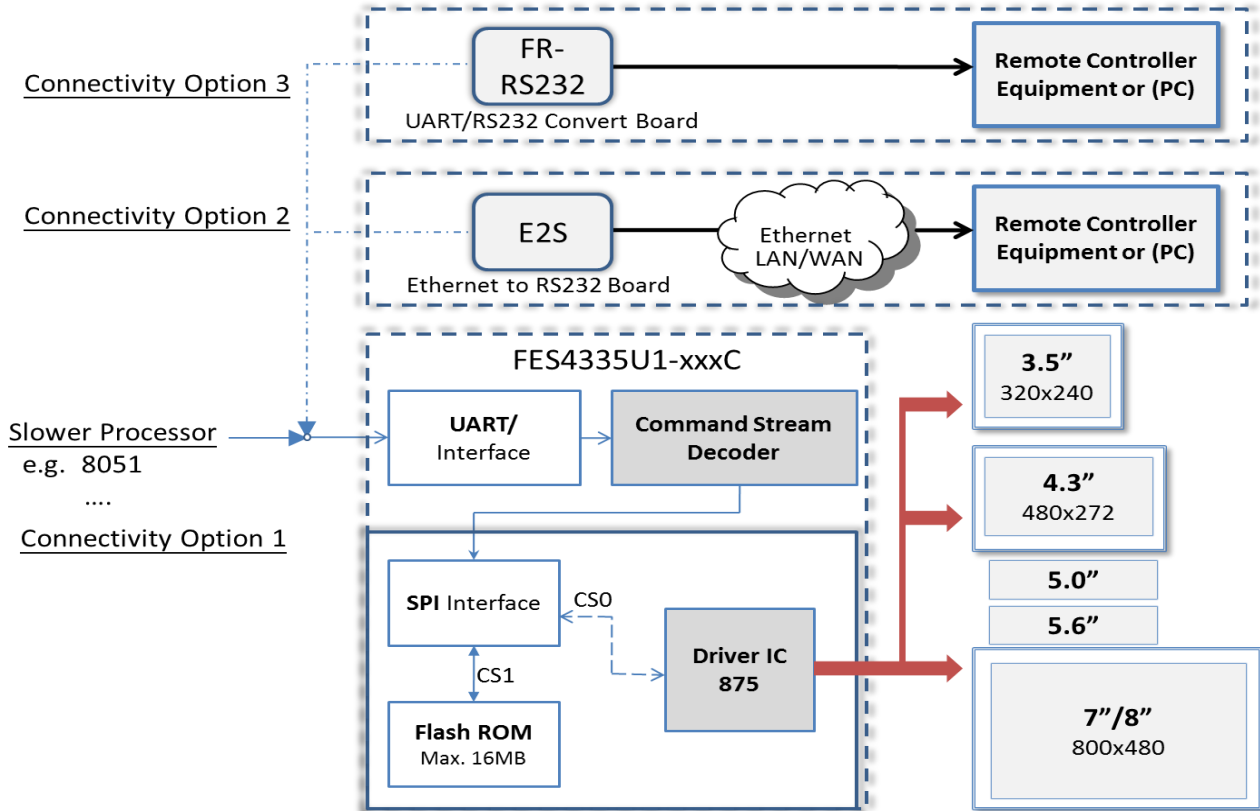 Connectivity Option 3
FR-
RS232
UART/RS232 Convert Board
Remote Controller
Equipment or (PC)
Connectivity Option 2
E2S
Ethernet to RS232 Board
Ethernet
LAN/WAN
Remote Controller
Equipment or (PC)
FES4335U1-xxxC
Slower Processor
e.g. 8051
....
Connectivity Option 1
UART/
Interface
Command Stream
Decoder
SPI Interface
CS0
CS1
Flash ROM
Max. 16MB
Driver IC
875
3.5”
320x240
4.3”
480x272
5.0”
5.6”
7”/8”
800x480